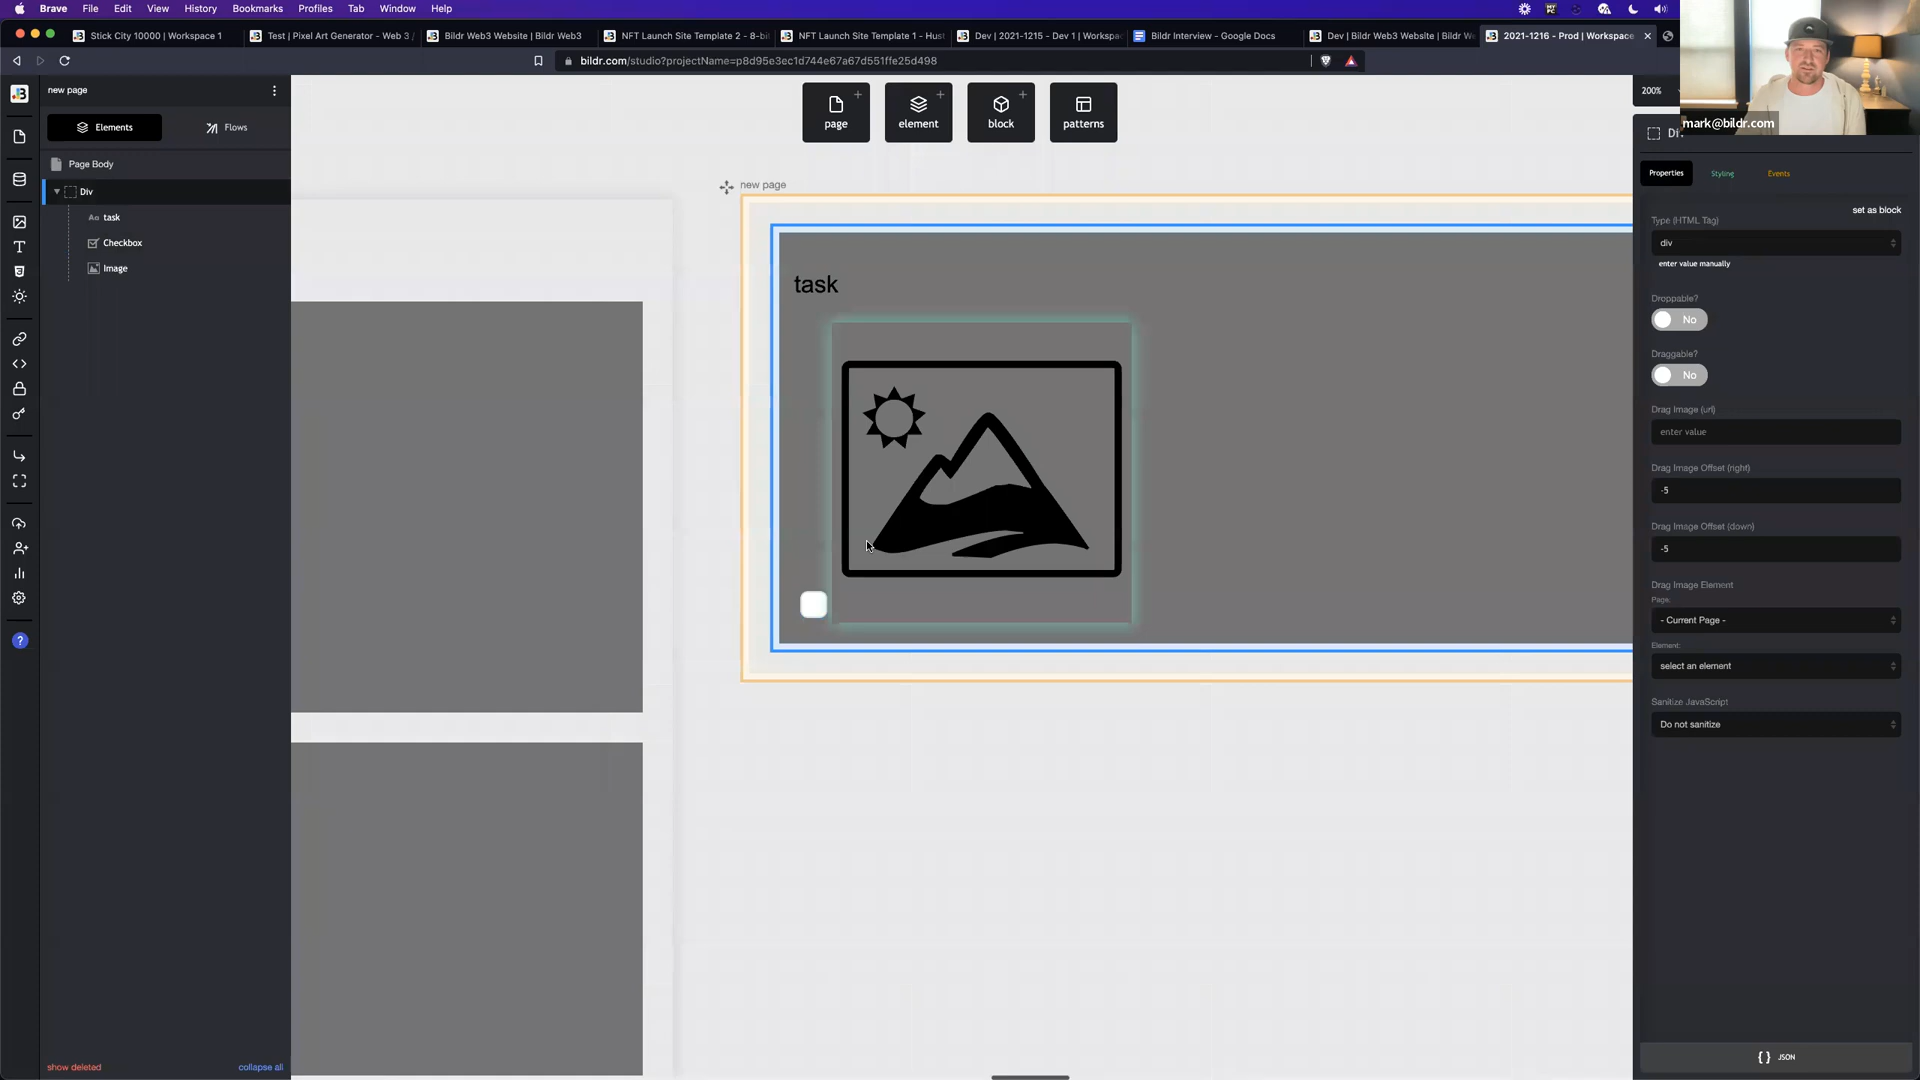 Brave File Edit View History Bookmarks Profiles Tab Window Help
Stick City 10000 | Workspace 1
Test | Pixel Art Generator - Web 3 /
Bildr Web3 Website | Bildr Web3
NFT Launch Site Template 2 - 8-bit
NFT Launch Site Template 1 - Hust
Dev | 2021-1215 - Dev 1 | Workspa
Bildr Interview - Google Docs
Dev | Bildr Web3 Website | Bildr W
2021-1216 - Prod | Workspace
bildr.com/studio?projectName=p8d95e3ec1d744e67a67d551ffe25d498
mark@bildr.com
new page
Elements
Flows
Page Body
Div
task
Checkbox
Image
show deleted
collapse all
page
element
block
patterns
new page
task
200%
Properties
Styling
Events
set as block
Type (HTML Tag)
div
enter value manually
Droppable?
No
Draggable?
No
Drag Image (url)
enter value
Drag Image Offset (right)
-5
Drag Image Offset (down)
-5
Drag Image Element
Page:
- Current Page -
Element:
select an element
Sanitize JavaScript
Do not sanitize
{ } JSON